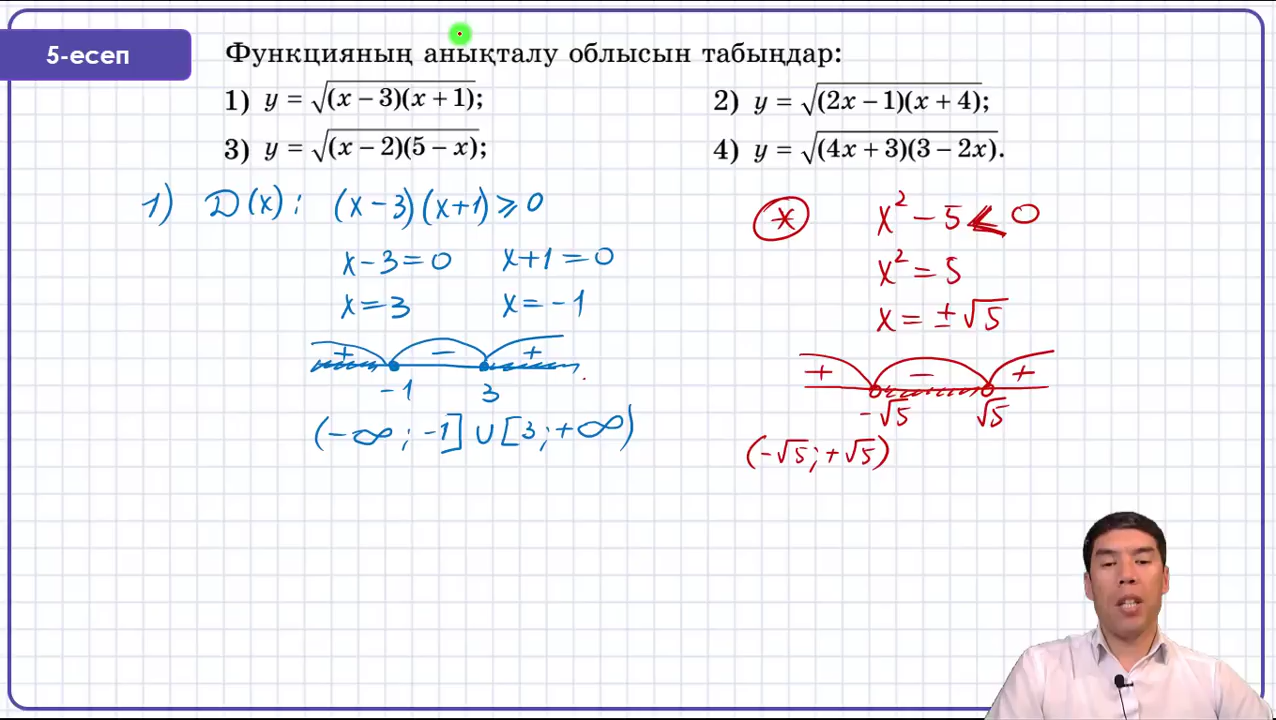 5-есеп
Функцияның анықталу облысын табыңдар:
1) y = √(x − 3)(x + 1);
2) y = √(2x − 1)(x + 4);
3) y = √(x − 2)(5 − x);
4) y = √(4x + 3)(3 − 2x).
1) D(x): (x−3)(x+1)⩾0
x−3=0 x+1=0
x=3 x=−1
+ − +
−1 3
(−∞; −1] ∪ [3; +∞)
* x² − 5 < 0
x² = 5
x = ±√5
+ − +
−√5 √5
(−√5; +√5)